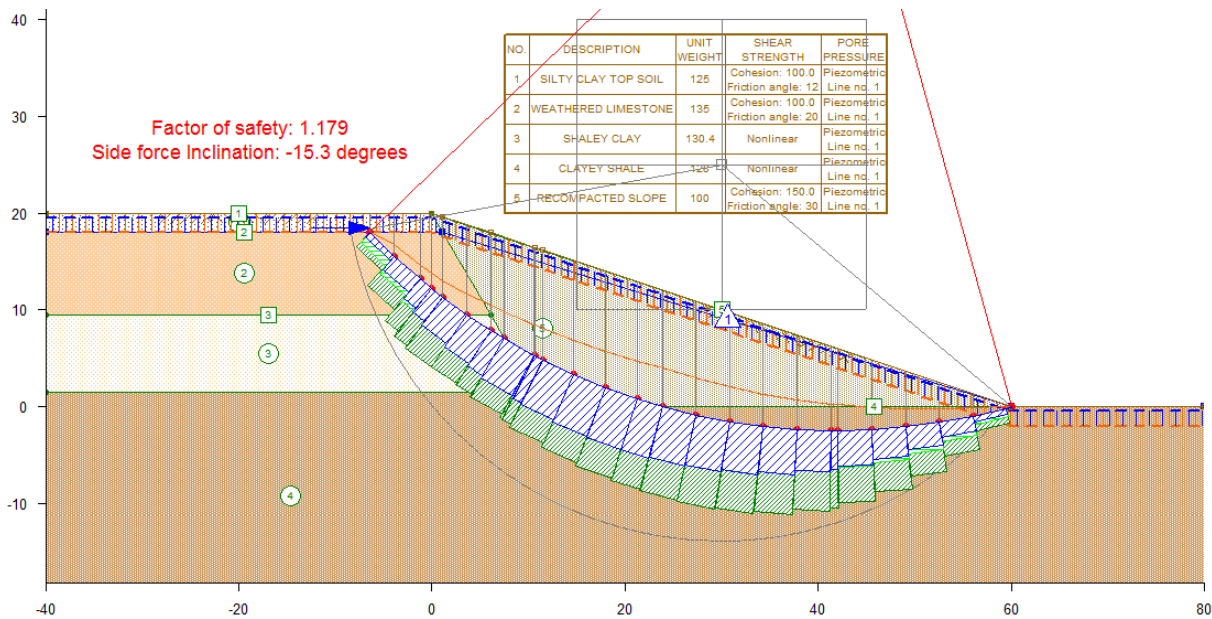 40
30
20
10
0
-10
Factor of safety: 1.179
Side force Inclination: -15.3 degrees
NO. DESCRIPTION UNIT WEIGHT SHEAR STRENGTH PORE PRESSURE
1 SILTY CLAY TOP SOIL 125 Cohesion: 100.0 Friction angle: 12 Piezometric Line no. 1
2 WEATHERED LIMESTONE 135 Cohesion: 100.0 Friction angle: 20 Piezometric Line no. 1
3 SHALEY CLAY 130.4 Nonlinear Piezometric Line no. 1
4 CLAYEY SHALE Nonlinear Piezometric Line no. 1
5 RECOMPACTED SLOPE 100 Cohesion: 150.0 Friction angle: 30 Piezometric Line no. 1
1
2
2
3
3
4
5
5
1
4
-40 -20 0 20 40 60 80